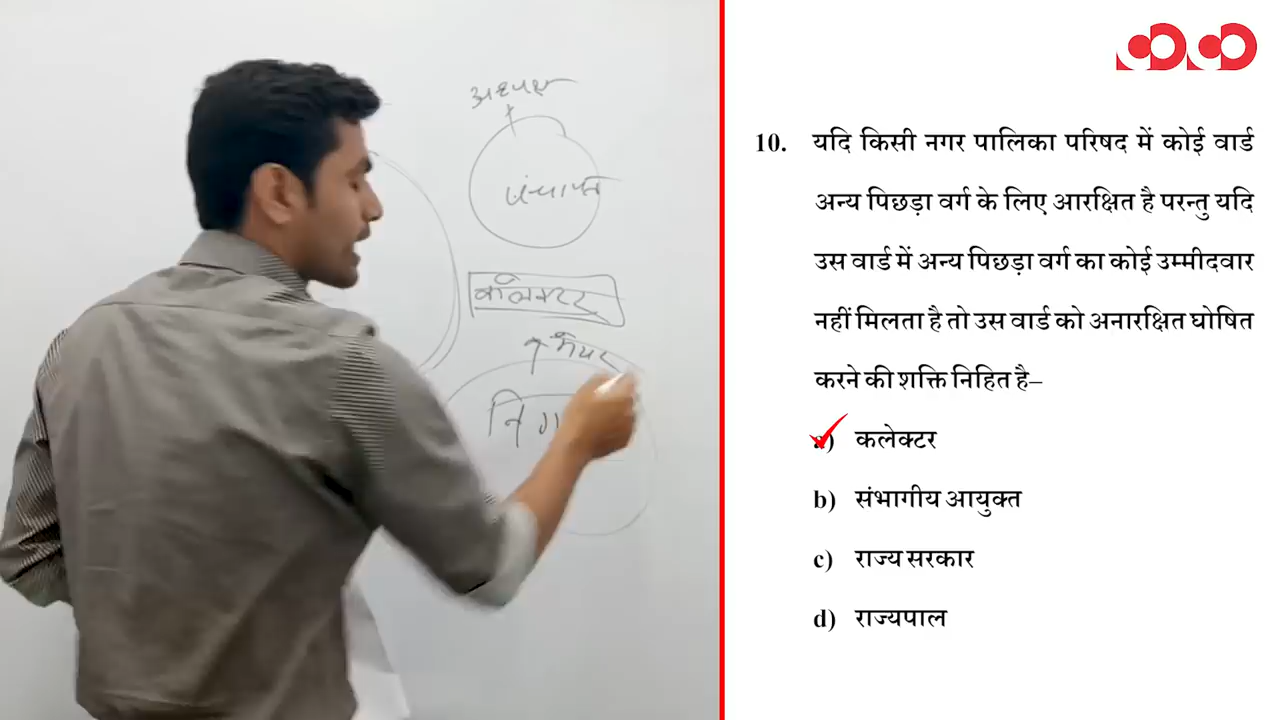 अध्यक्ष
पंचायत
कलेक्टर
मेयर
10. यदि किसी नगर पालिका परिषद में कोई वार्ड
अन्य पिछड़ा वर्ग के लिए आरक्षित है परन्तु यदि
उस वार्ड में अन्य पिछड़ा वर्ग का कोई उम्मीदवार
नहीं मिलता है तो उस वार्ड को अनारक्षित घोषित
करने की शक्ति निहित है–
a) कलेक्टर
b) संभागीय आयुक्त
c) राज्य सरकार
d) राज्यपाल